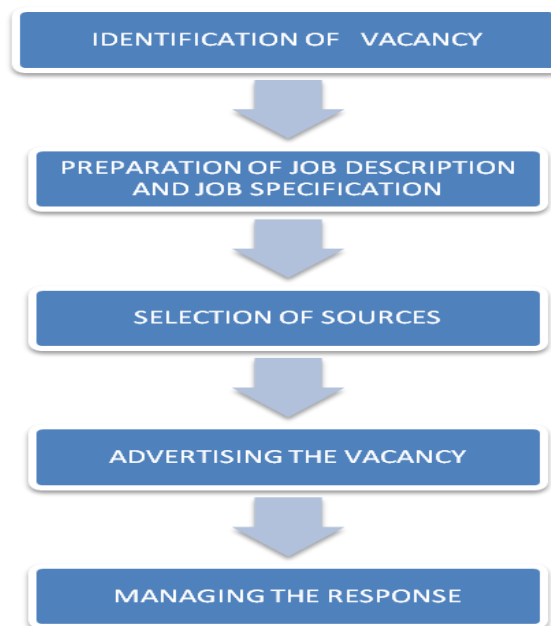 IDENTIFICATION OF VACANCY
PREPARATION OF JOB DESCRIPTION
AND JOB SPECIFICATION
SELECTION OF SOURCES
ADVERTISING THE VACANCY
MANAGING THE RESPONSE